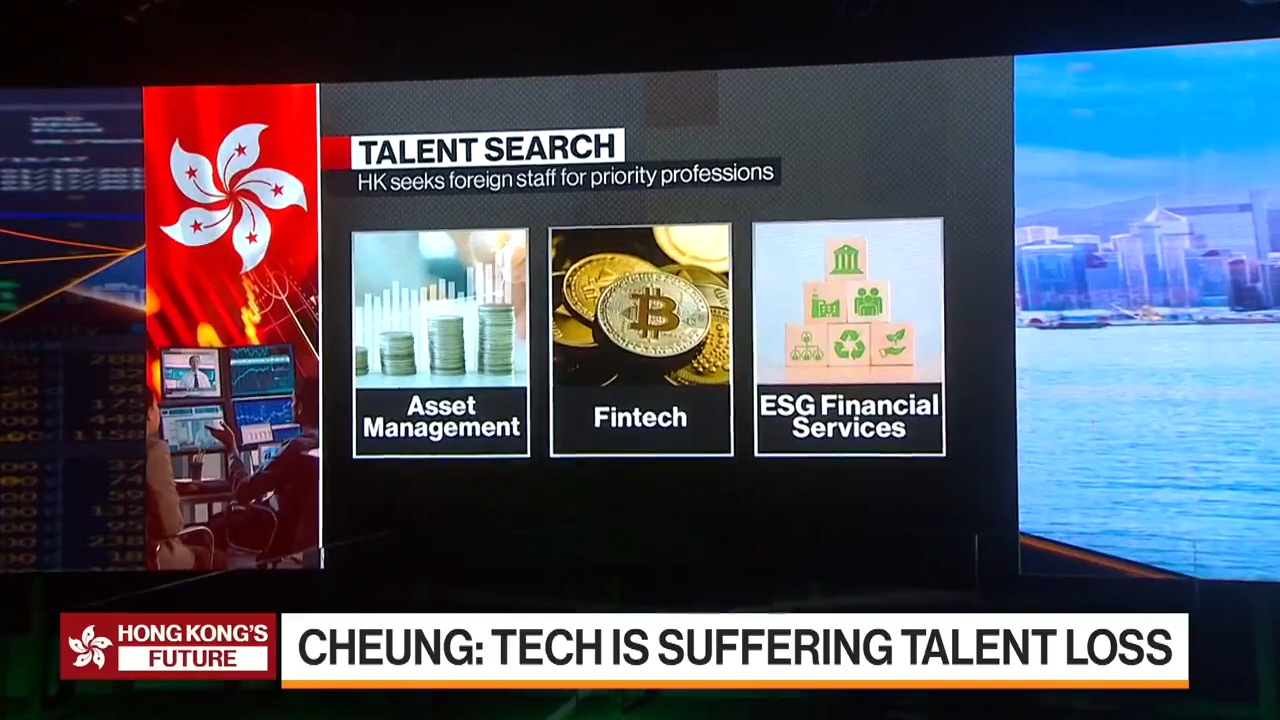 TALENT SEARCH
HK seeks foreign staff for priority professions
Asset
Management
Fintech
ESG Financial
Services
HONG KONG'S
FUTURE
CHEUNG: TECH IS SUFFERING TALENT LOSS